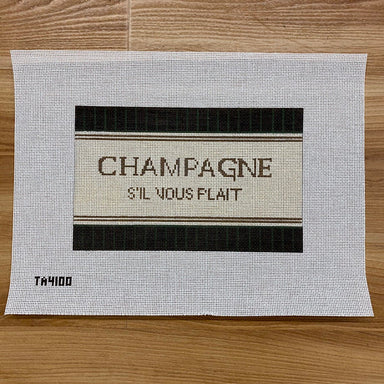 CHAMPAGNE
S'IL VOUS PLAIT
TA4100